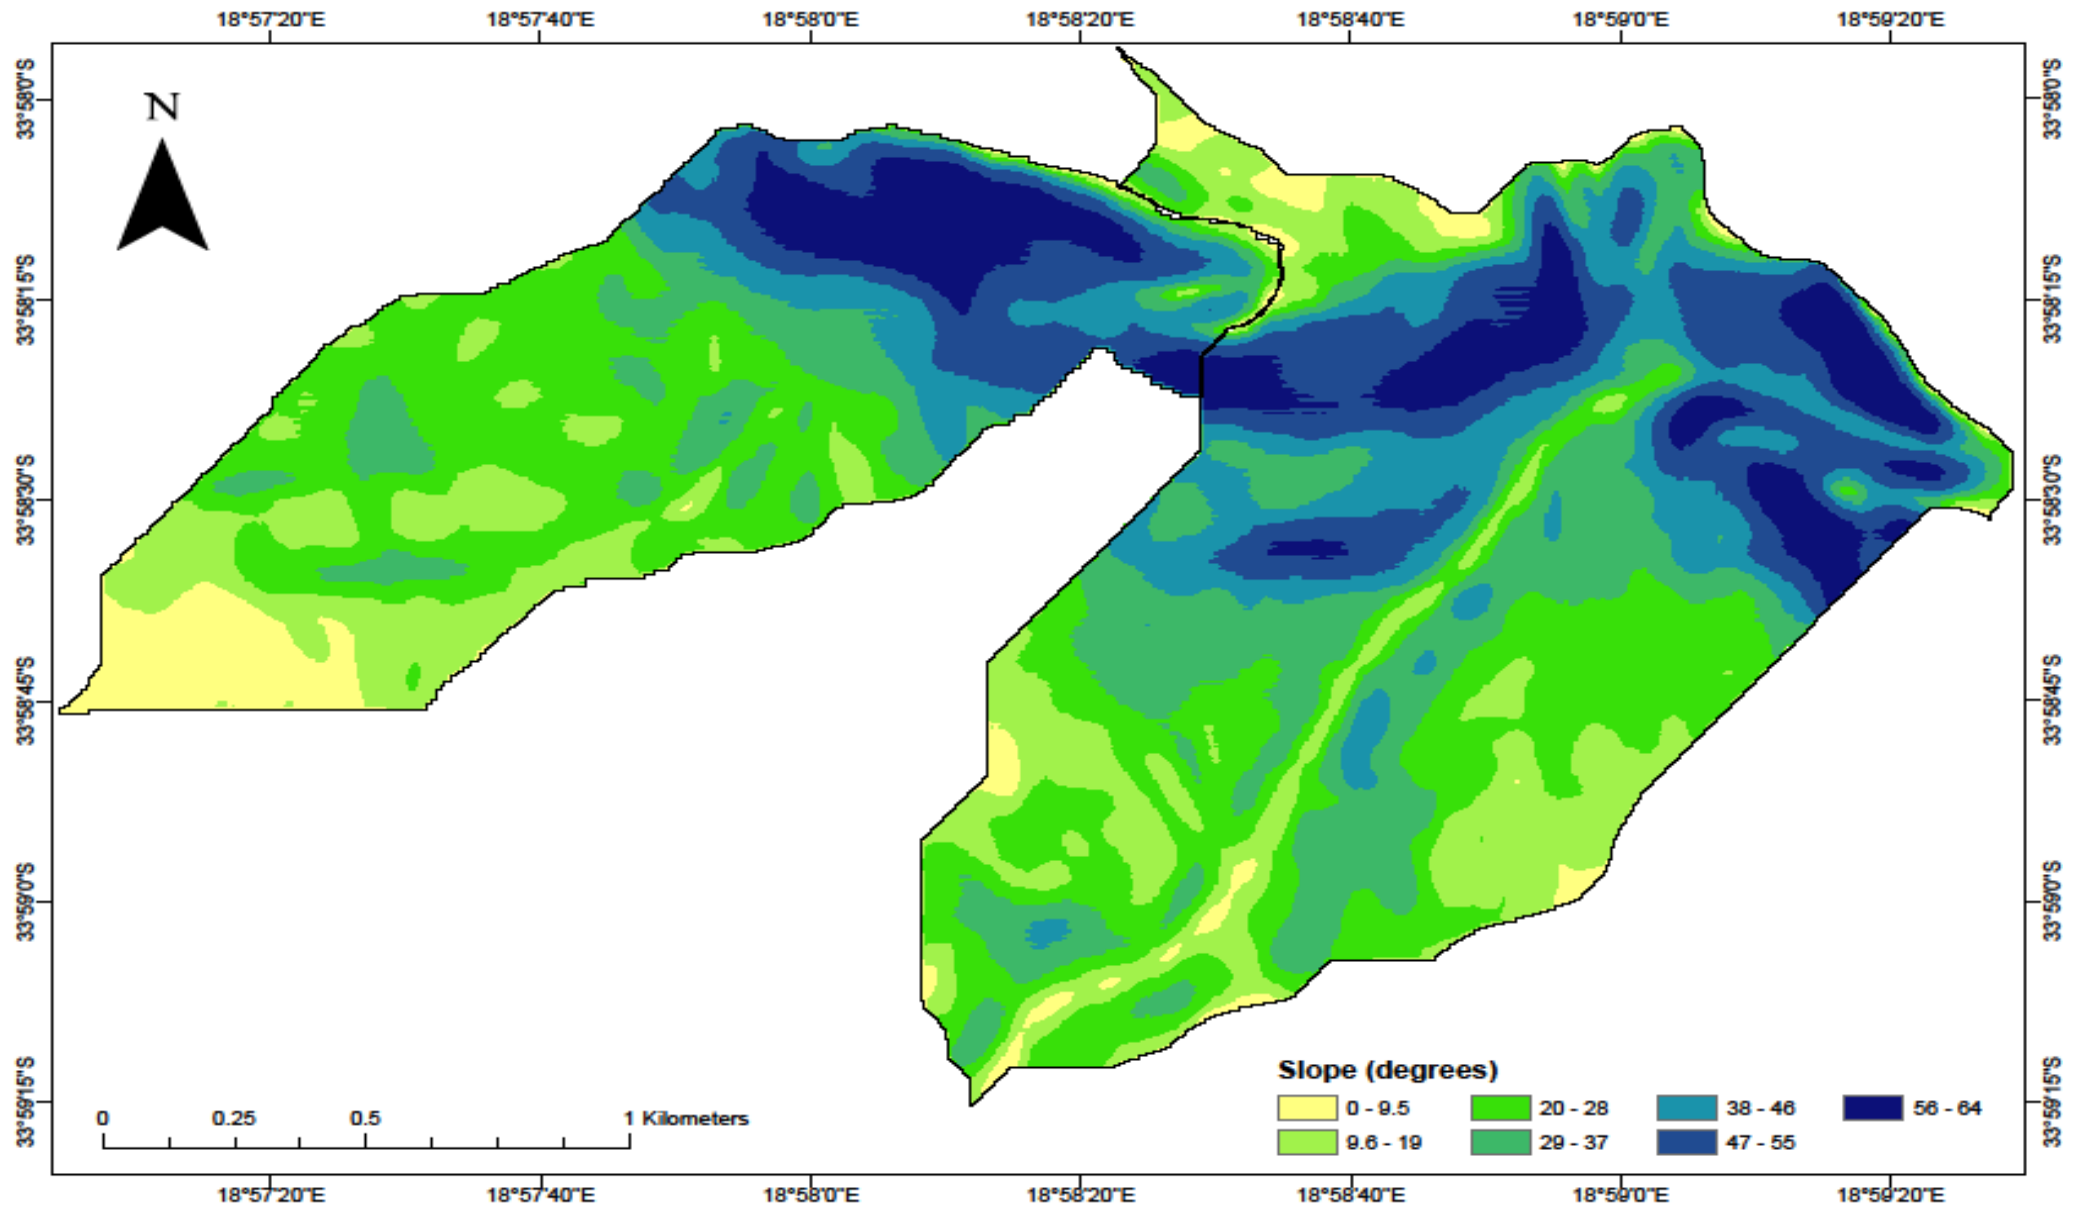 18°57'20"E 18°57'40"E 18°58'0"E 18°58'20"E 18°58'40"E 18°59'0"E 18°59'20"E
33°58'0"S 33°58'0"S
N
33°58'15"S 33°58'15"S
33°58'30"S 33°58'30"S
33°58'45"S 33°58'45"S
33°59'0"S 33°59'0"S
33°59'15"S 33°59'15"S
Slope (degrees)
0 - 9.5 20 - 28 38 - 46 56 - 64
9.6 - 19 29 - 37 47 - 55
0 0.25 0.5 1 Kilometers
18°57'20"E 18°57'40"E 18°58'0"E 18°58'20"E 18°58'40"E 18°59'0"E 18°59'20"E